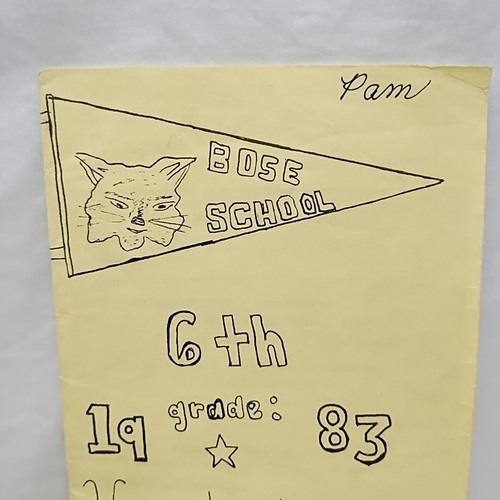 Pam
BOSE
SCHOOL
6th
grade:
19 83